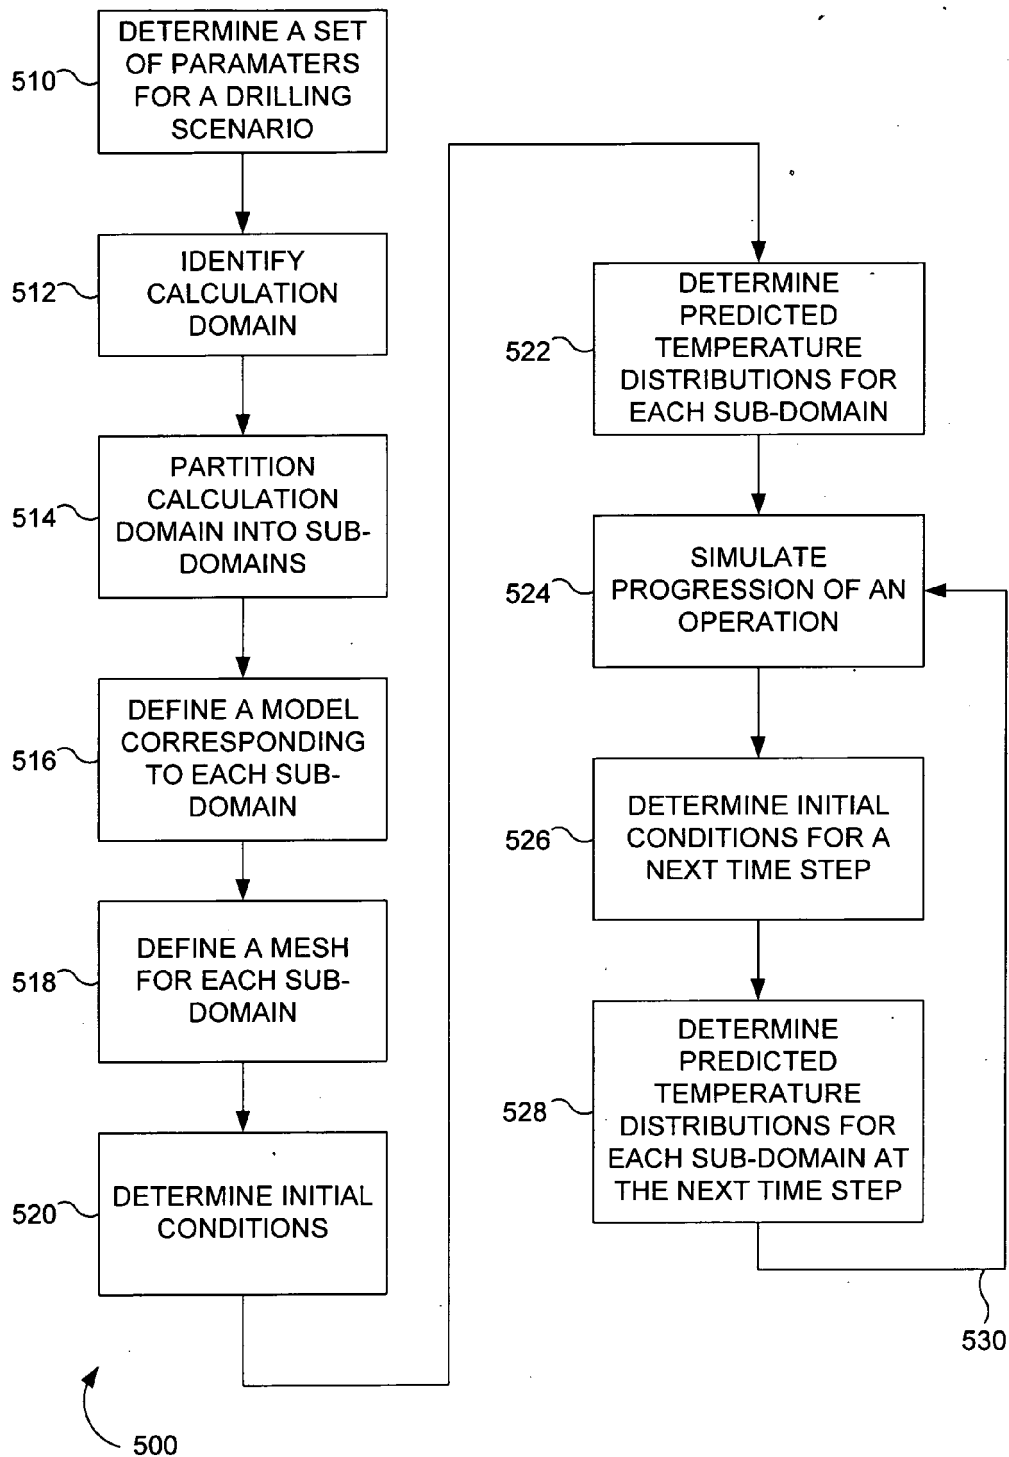 DETERMINE A SET
OF PARAMATERS
FOR A DRILLING
SCENARIO
510
IDENTIFY
CALCULATION
DOMAIN
512
PARTITION
CALCULATION
DOMAIN INTO SUB-
DOMAINS
514
DEFINE A MODEL
CORRESPONDING
TO EACH SUB-
DOMAIN
516
DEFINE A MESH
FOR EACH SUB-
DOMAIN
518
DETERMINE INITIAL
CONDITIONS
520
DETERMINE
PREDICTED
TEMPERATURE
DISTRIBUTIONS FOR
EACH SUB-DOMAIN
522
SIMULATE
PROGRESSION OF AN
OPERATION
524
DETERMINE INITIAL
CONDITIONS FOR A
NEXT TIME STEP
526
DETERMINE
PREDICTED
TEMPERATURE
DISTRIBUTIONS FOR
EACH SUB-DOMAIN AT
THE NEXT TIME STEP
528
530
500